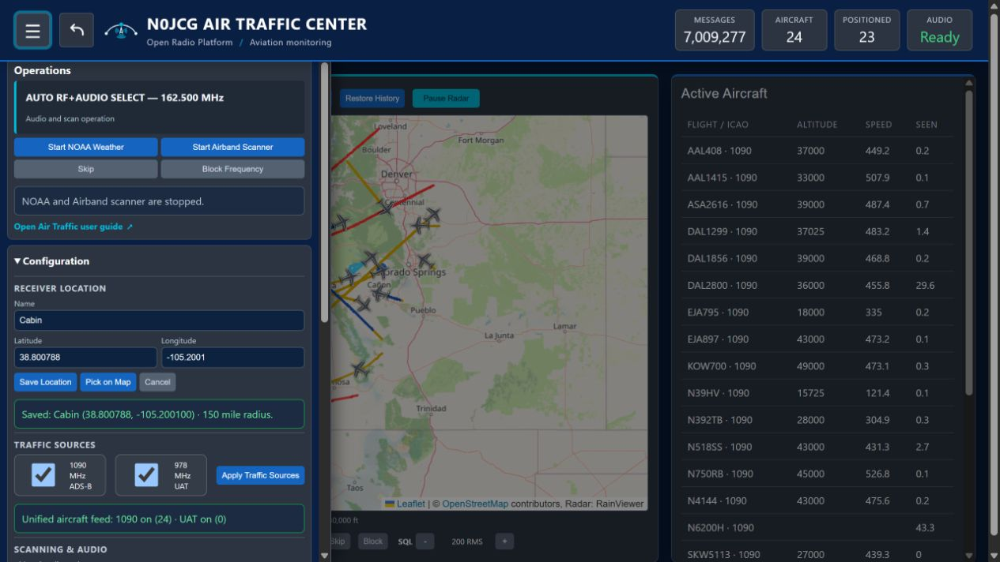 N0JCG AIR TRAFFIC CENTER
Open Radio Platform / Aviation monitoring
MESSAGES
7,009,277
AIRCRAFT
24
POSITIONED
23
AUDIO
Ready
Operations
AUTO RF+AUDIO SELECT — 162.500 MHz
Audio and scan operation
Start NOAA Weather
Start Airband Scanner
Skip
Block Frequency
NOAA and Airband scanner are stopped.
Open Air Traffic user guide ↗
Configuration
RECEIVER LOCATION
Name
Cabin
Latitude
Longitude
38.800788
-105.2001
Save Location
Pick on Map
Cancel
Saved: Cabin (38.800788, -105.200100) · 150 mile radius.
TRAFFIC SOURCES
1090
MHz
ADS-B
978
MHz
UAT
Apply Traffic Sources
Unified aircraft feed: 1090 on (24) · UAT on (0)
SCANNING & AUDIO
Restore History
Pause Radar
Loveland
Fort Morgan
Boulder
Denver
Centennial
orado Springs
Cañon
Pueblo
Lamar
La Junta
mosa
Trinidad
Taos
Leaflet | © OpenStreetMap contributors, Radar: RainViewer
0,000 ft
Skip
Block
SQL
-
200 RMS
+
Active Aircraft
FLIGHT / ICAO ALTITUDE SPEED SEEN
AAL408 · 1090 37000 449.2 0.2
AAL1415 · 1090 33000 507.9 0.1
ASA2616 · 1090 39000 487.4 0.7
DAL1299 · 1090 37025 483.2 1.4
DAL1856 · 1090 39000 468.8 0.2
DAL2800 · 1090 36000 455.8 29.6
EJA795 · 1090 18000 335 0.2
EJA897 · 1090 43000 473.2 0.1
KOW700 · 1090 49000 473.1 0.3
N39HV · 1090 15725 121.4 0.1
N392TB · 1090 28000 304.9 0.3
N518SS · 1090 43000 431.3 2.7
N750RB · 1090 45000 526.8 0.1
N4144 · 1090 43000 475.6 0.2
N6200H · 1090 43.3
SKW5113 · 1090 27000 439.3 0